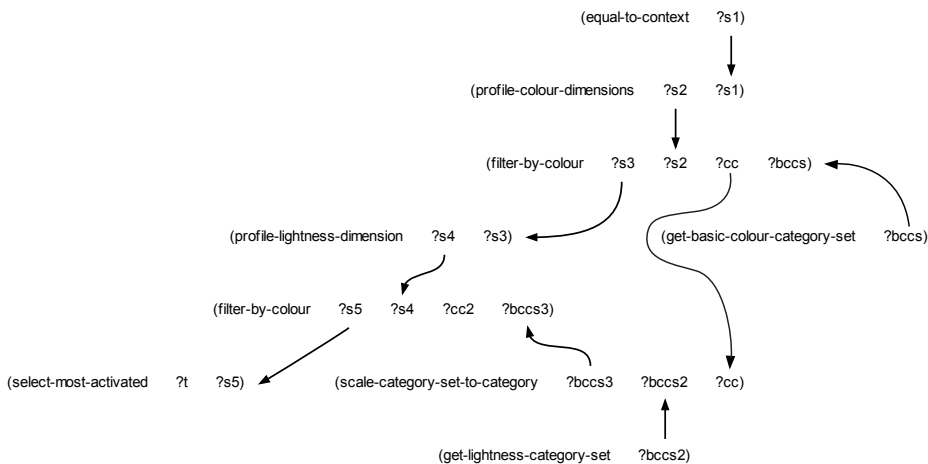 (equal-to-context ?s1)
(profile-colour-dimensions ?s2 ?s1)
(filter-by-colour ?s3 ?s2 ?cc ?bccs)
(profile-lightness-dimension ?s4 ?s3) (get-basic-colour-category-set ?bccs)
(filter-by-colour ?s5 ?s4 ?cc2 ?bccs3)
(select-most-activated ?t ?s5) (scale-category-set-to-category ?bccs3 ?bccs2 ?cc)
(get-lightness-category-set ?bccs2)